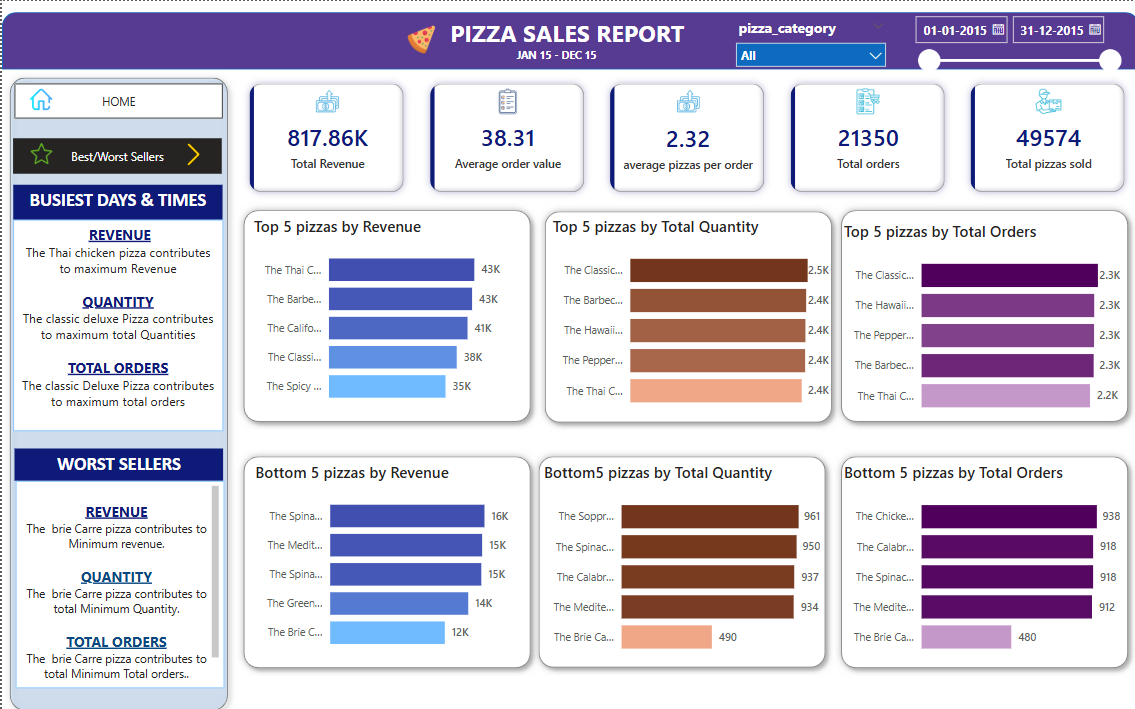 PIZZA SALES REPORT
JAN 15 - DEC 15
pizza_category
All
01-01-2015
31-12-2015
HOME
Best/Worst Sellers
BUSIEST DAYS & TIMES
REVENUE
The Thai chicken pizza contributes
to maximum Revenue
QUANTITY
The classic deluxe Pizza contributes
to maximum total Quantities
TOTAL ORDERS
The classic Deluxe Pizza contributes
to maximum total orders
WORST SELLERS
REVENUE
The brie Carre pizza contributes to
Minimum revenue.
QUANTITY
The brie Carre pizza contributes to
total Minimum Quantity.
TOTAL ORDERS
The brie Carre pizza contributes to
total Minimum Total orders..
817.86K
Total Revenue
38.31
Average order value
2.32
average pizzas per order
21350
Total orders
49574
Total pizzas sold
Top 5 pizzas by Revenue
The Thai C... 43K
The Barbe... 43K
The Califo... 41K
The Classi... 38K
The Spicy ... 35K
Top 5 pizzas by Total Quantity
The Classic... 2.5K
The Barbec... 2.4K
The Hawaii... 2.4K
The Pepper... 2.4K
The Thai C... 2.4K
Top 5 pizzas by Total Orders
The Classic... 2.3K
The Hawaii... 2.3K
The Pepper... 2.3K
The Barbec... 2.3K
The Thai C... 2.2K
Bottom 5 pizzas by Revenue
The Spina... 16K
The Medit... 15K
The Spina... 15K
The Green... 14K
The Brie C... 12K
Bottom5 pizzas by Total Quantity
The Soppr... 961
The Spinac... 950
The Calabr... 937
The Medite... 934
The Brie Ca... 490
Bottom 5 pizzas by Total Orders
The Chicke... 938
The Calabr... 918
The Spinac... 918
The Medite... 912
The Brie Ca... 480